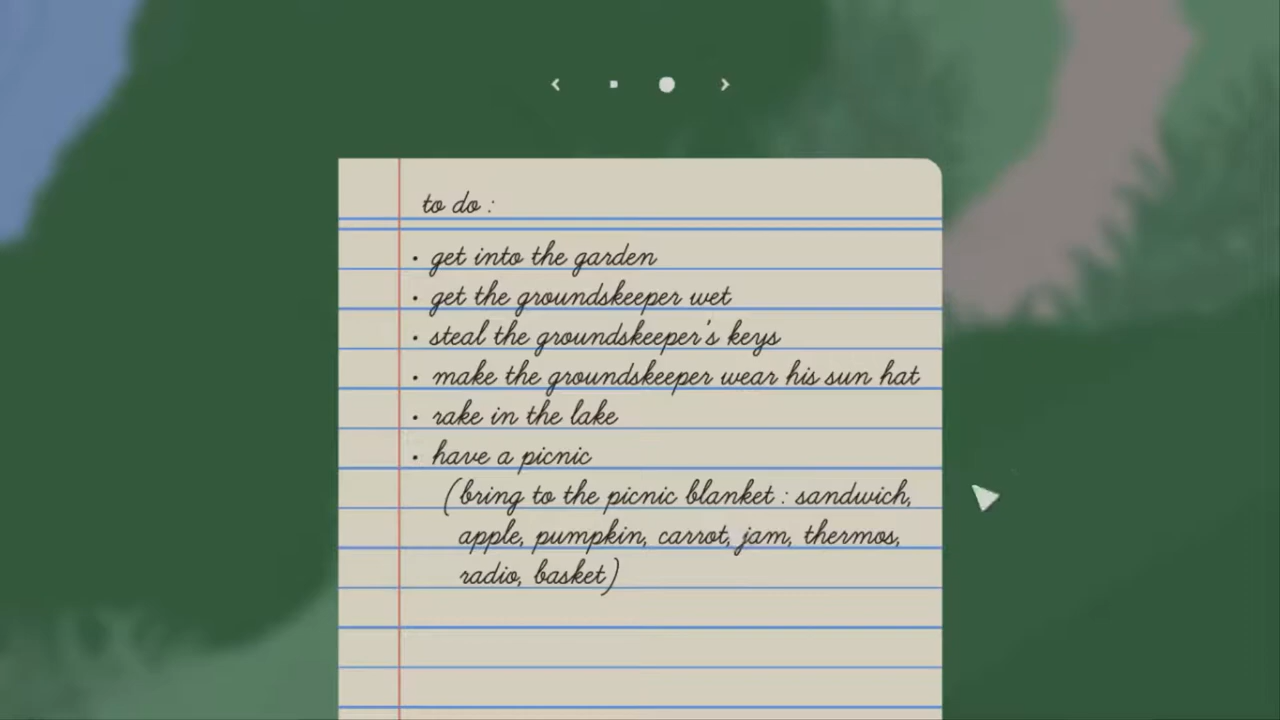 to do :
• get into the garden
• get the groundskeeper wet
• steal the groundskeeper's keys
• make the groundskeeper wear his sun hat
• rake in the lake
• have a picnic
(bring to the picnic blanket : sandwich,
apple, pumpkin, carrot, jam, thermos,
radio, basket)